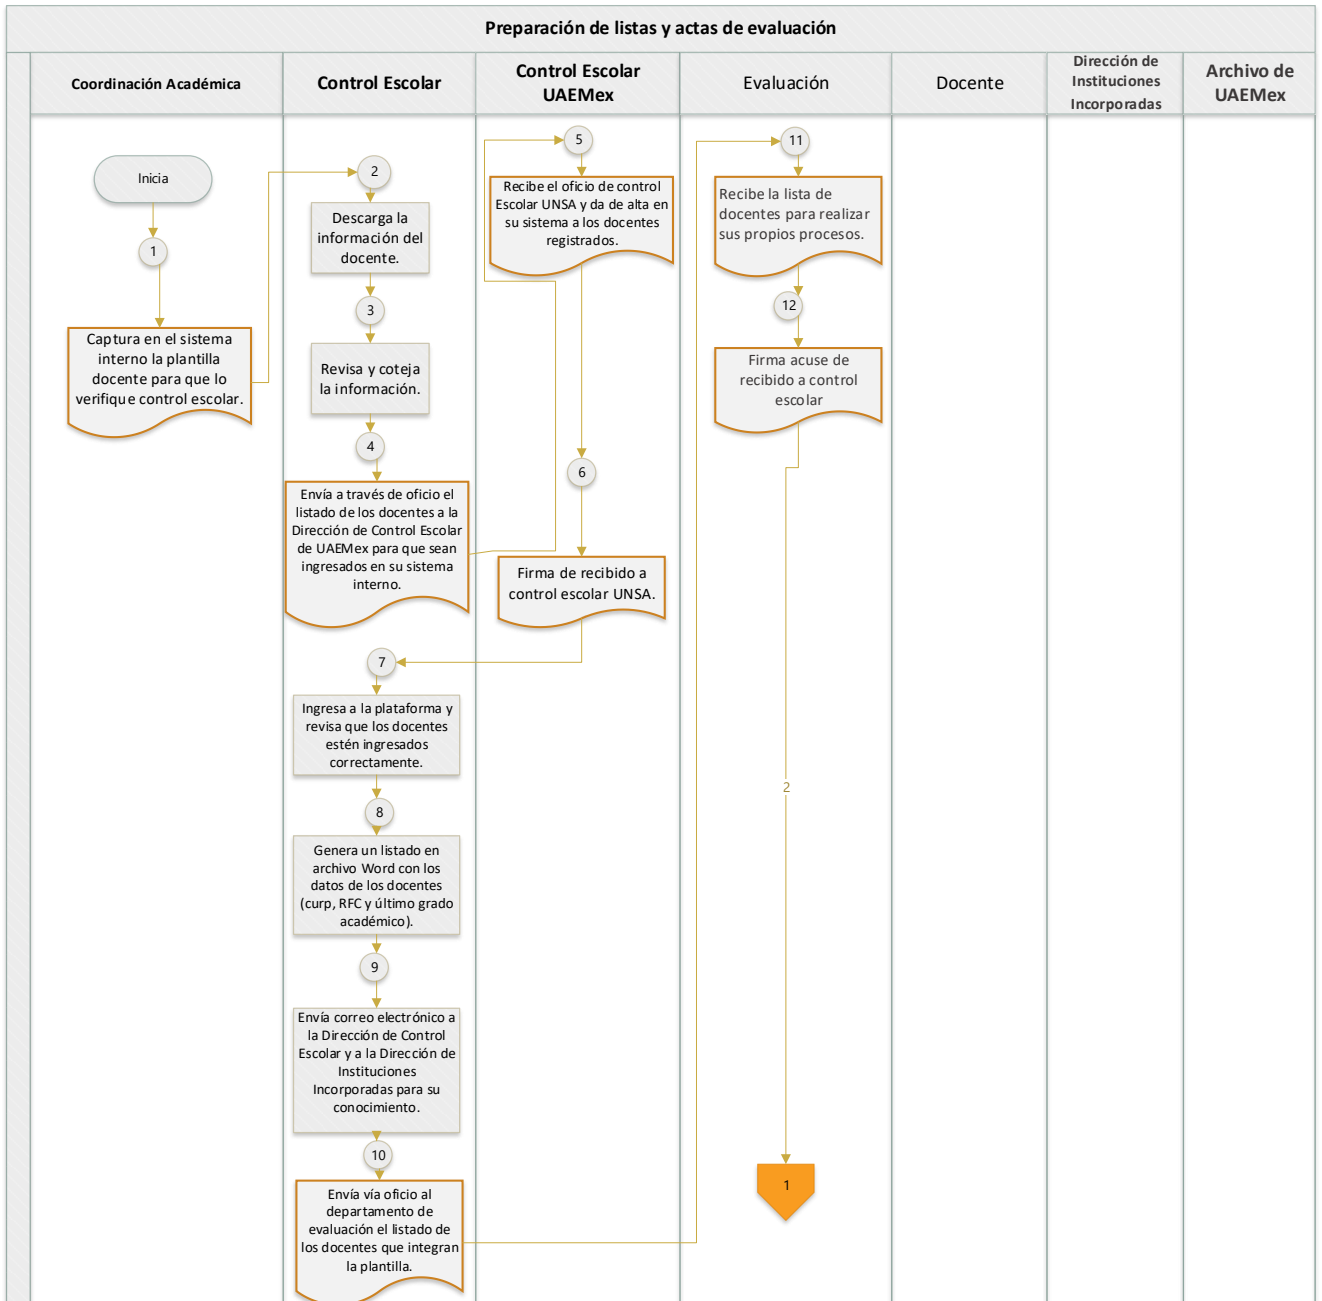 Preparación de listas y actas de evaluación
Coordinación Académica
Control Escolar
Control Escolar
UAEMex
Evaluación
Docente
Dirección de
Instituciones
Incorporadas
Archivo de
UAEMex
Inicia
1
Captura en el sistema
interno la plantilla
docente para que lo
verifique control escolar.
2
Descarga la
información del
docente.
3
Revisa y coteja
la información.
4
Envía a través de oficio el
listado de los docentes a la
Dirección de Control Escolar
de UAEMex para que sean
ingresados en su sistema
interno.
5
Recibe el oficio de control
Escolar UNSA y da de alta en
su sistema a los docentes
registrados.
6
Firma de recibido a
control escolar UNSA.
7
Ingresa a la plataforma y
revisa que los docentes
estén ingresados
correctamente.
8
Genera un listado en
archivo Word con los
datos de los docentes
(curp, RFC y último grado
académico).
9
Envía correo electrónico a
la Dirección de Control
Escolar y a la Dirección de
Instituciones
Incorporadas para su
conocimiento.
10
Envía vía oficio al
departamento de
evaluación el listado de
los docentes que integran
la plantilla.
11
Recibe la lista de
docentes para realizar
sus propios procesos.
12
Firma acuse de
recibido a control
escolar
2
1